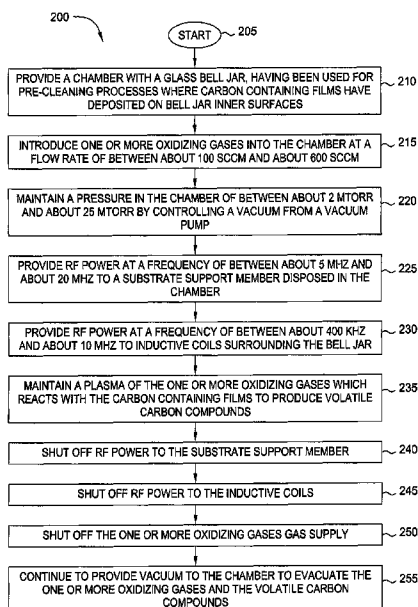 200
START
205
PROVIDE A CHAMBER WITH A GLASS BELL JAR, HAVING BEEN USED FOR
PRE-CLEANING PROCESSES WHERE CARBON CONTAINING FILMS HAVE
DEPOSITED ON BELL JAR INNER SURFACES
210
INTRODUCE ONE OR MORE OXIDIZING GASES INTO THE CHAMBER AT A
FLOW RATE OF BETWEEN ABOUT 100 SCCM AND ABOUT 600 SCCM
215
MAINTAIN A PRESSURE IN THE CHAMBER OF BETWEEN ABOUT 2 MTORR
AND ABOUT 25 MTORR BY CONTROLLING A VACUUM FROM A VACUUM
PUMP
220
PROVIDE RF POWER AT A FREQUENCY OF BETWEEN ABOUT 5 MHZ AND
ABOUT 20 MHZ TO A SUBSTRATE SUPPORT MEMBER DISPOSED IN THE
CHAMBER
225
PROVIDE RF POWER AT A FREQUENCY OF BETWEEN ABOUT 400 KHZ
AND ABOUT 10 MHZ TO INDUCTIVE COILS SURROUNDING THE BELL JAR
230
MAINTAIN A PLASMA OF THE ONE OR MORE OXIDIZING GASES WHICH
REACTS WITH THE CARBON CONTAINING FILMS TO PRODUCE VOLATILE
CARBON COMPOUNDS
235
SHUT OFF RF POWER TO THE SUBSTRATE SUPPORT MEMBER
240
SHUT OFF RF POWER TO THE INDUCTIVE COILS
245
SHUT OFF THE ONE OR MORE OXIDIZING GASES GAS SUPPLY
250
CONTINUE TO PROVIDE VACUUM TO THE CHAMBER TO EVACUATE THE
ONE OR MORE OXIDIZING GASES AND THE VOLATILE CARBON
COMPOUNDS
255